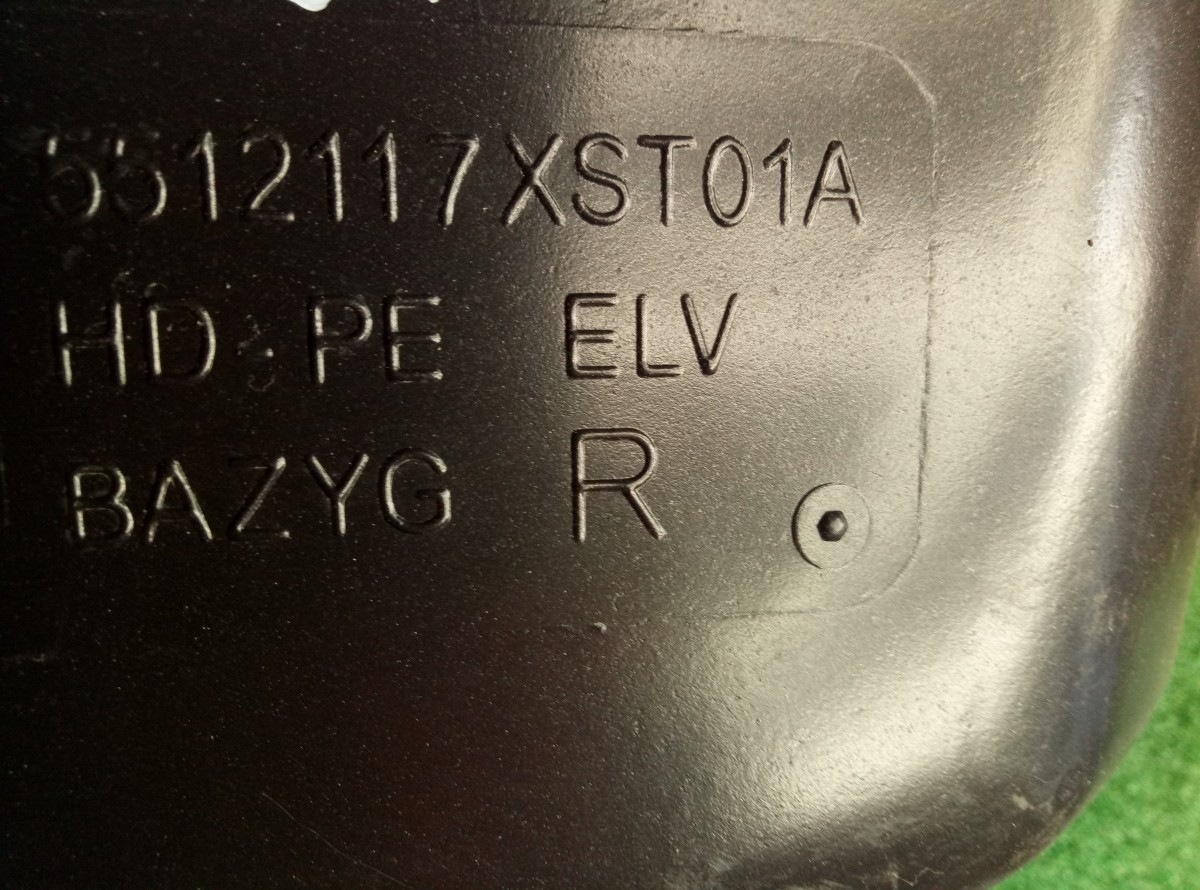 5512117XST01A
HD - PE ELV
BAZYG R